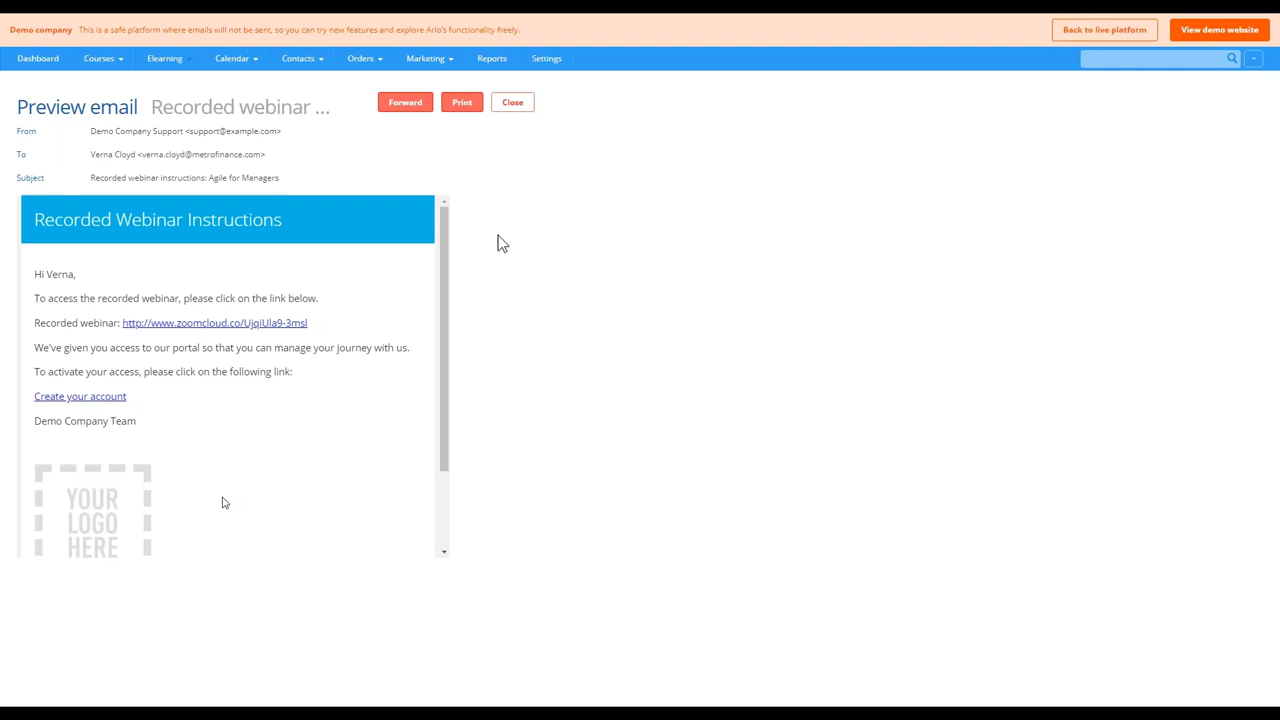 Demo company This is a safe platform where emails will not be sent, so you can try new features and explore Arlo's functionality freely. Back to live platform View demo website
Dashboard Courses Elearning Calendar Contacts Orders Marketing Reports Settings
Preview email Recorded webinar ... Forward Print Close
From Demo Company Support <support@example.com>
To Verna Cloyd <verna.cloyd@metrofinance.com>
Subject Recorded webinar instructions: Agile for Managers
Recorded Webinar Instructions
Hi Verna,
To access the recorded webinar, please click on the link below.
Recorded webinar: http://www.zoomcloud.co/UjqiUla9-3msl
We've given you access to our portal so that you can manage your journey with us.
To activate your access, please click on the following link:
Create your account
Demo Company Team
YOUR
LOGO
HERE